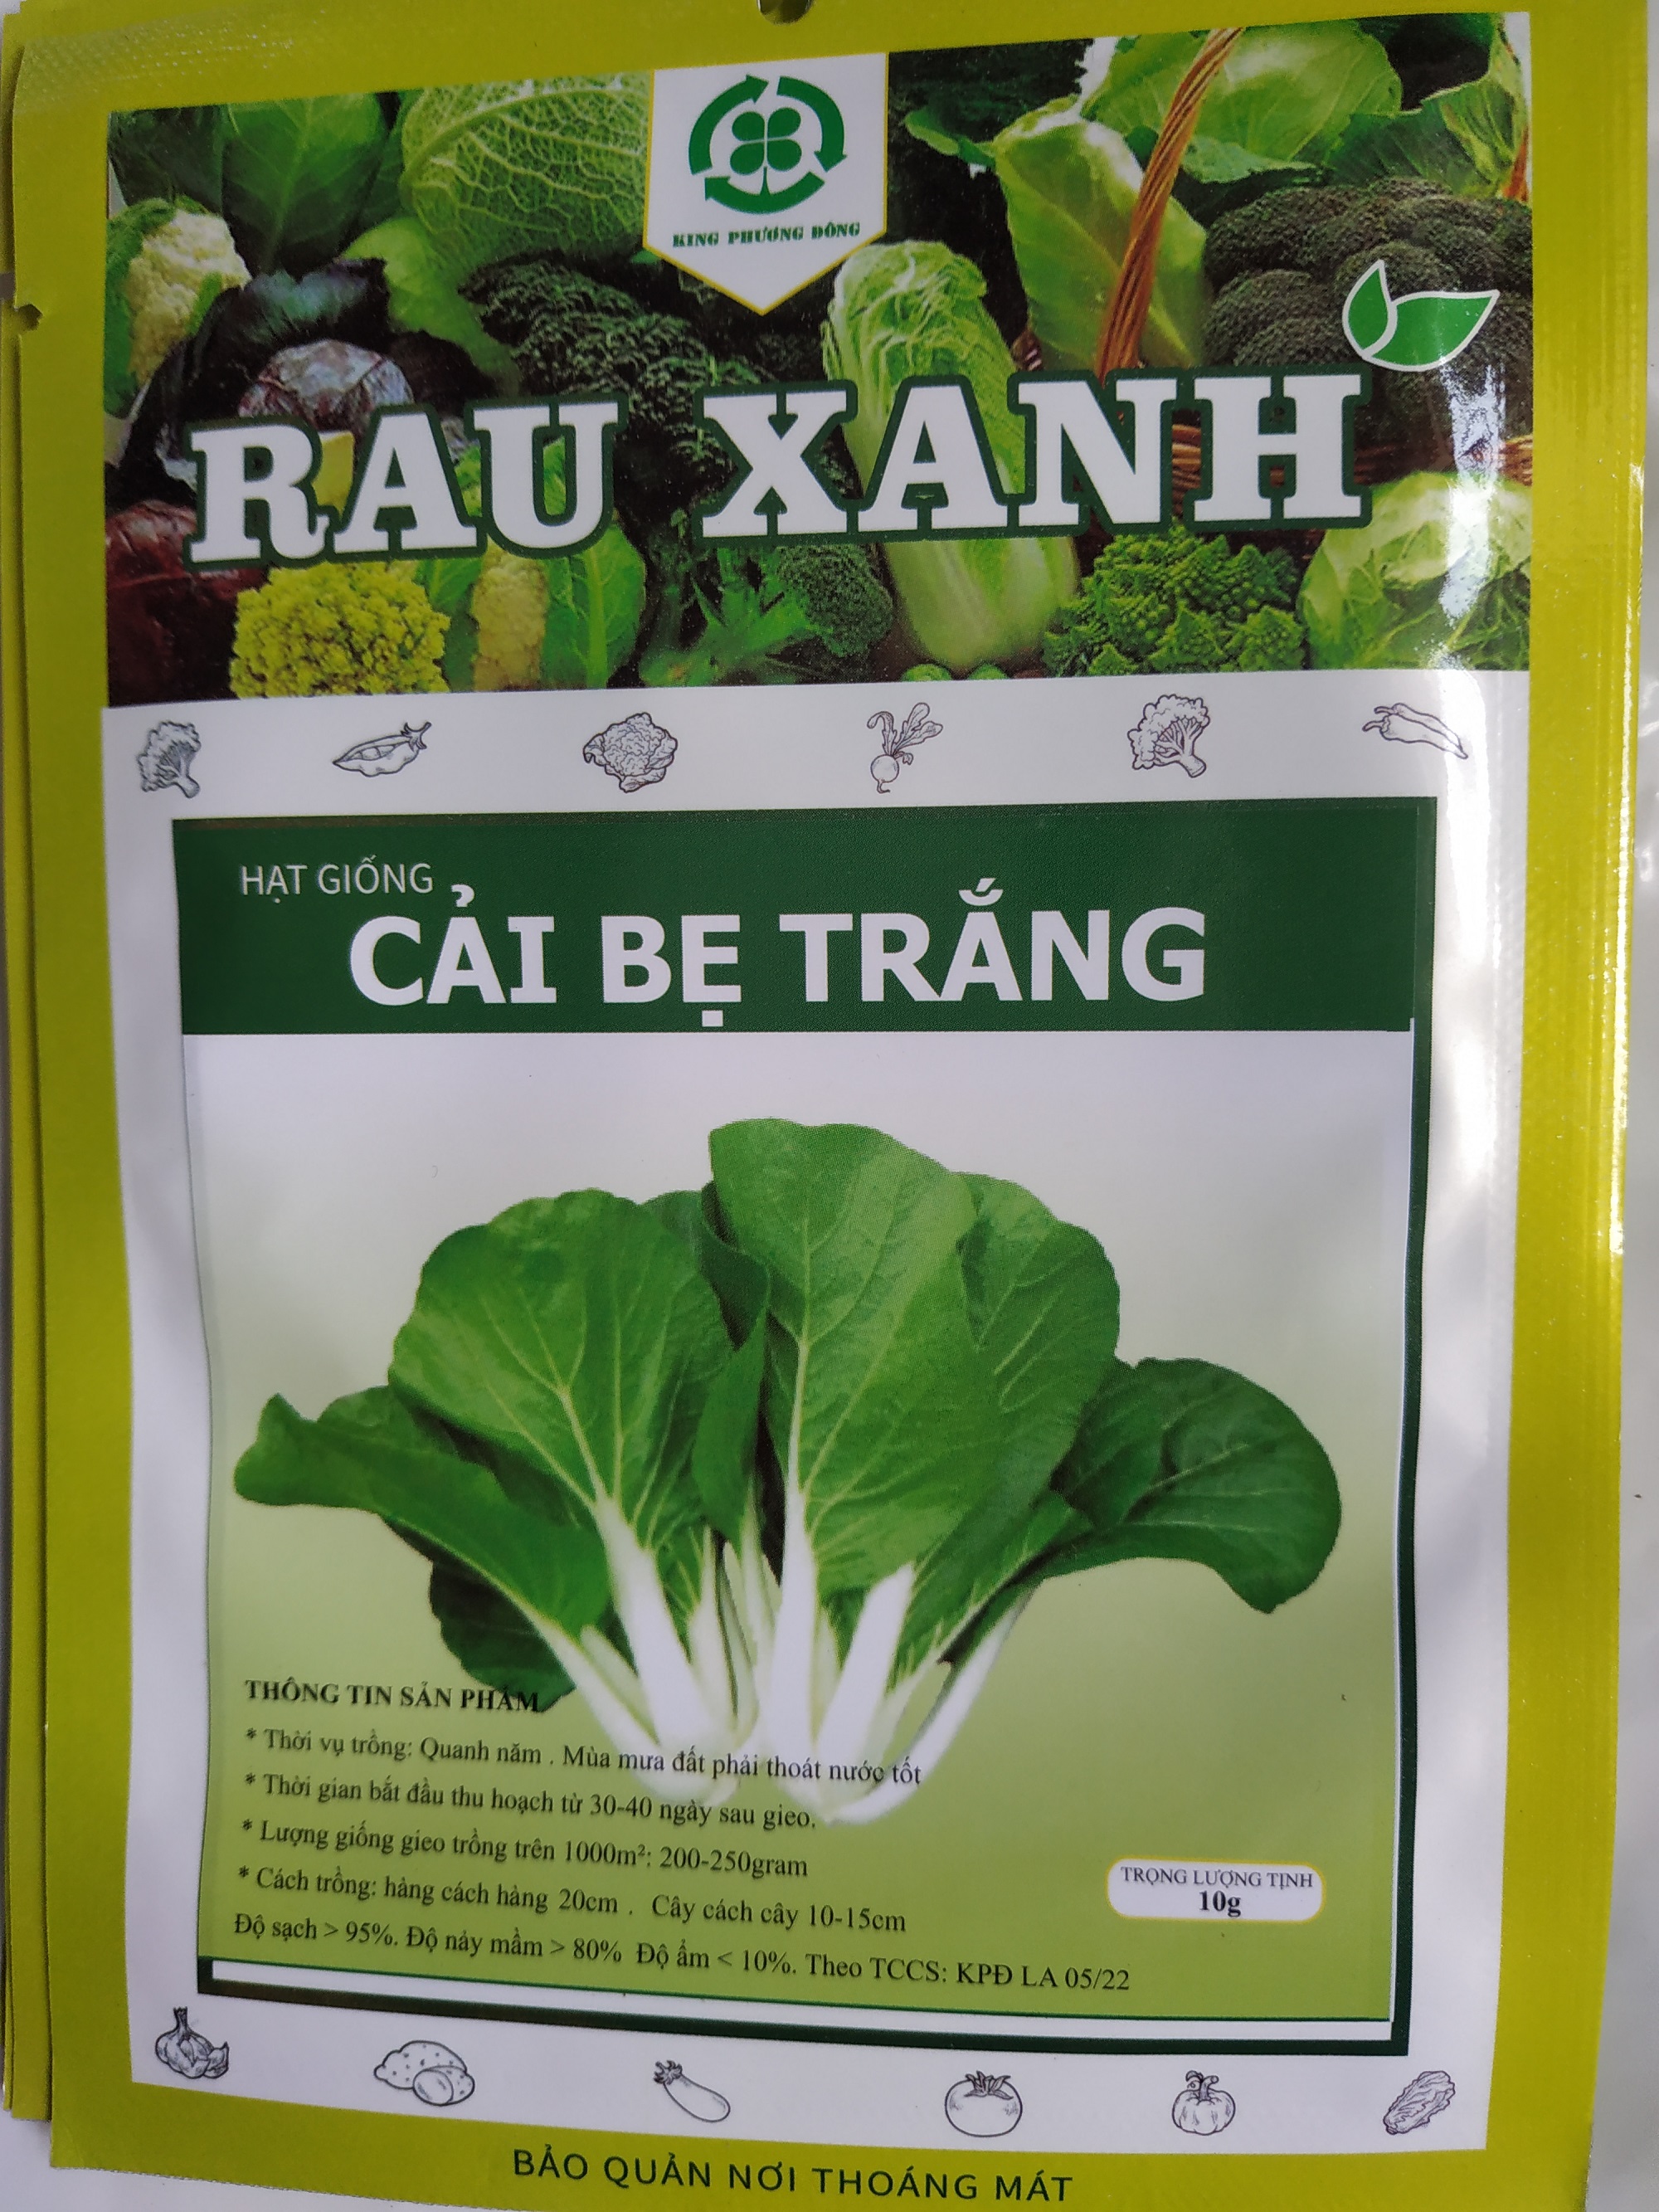 KING PHƯƠNG ĐÔNG
RAU XANH
HẠT GIỐNG
CẢI BẸ TRẮNG
THÔNG TIN SẢN PHẨM
* Thời vụ trồng: Quanh năm . Mùa mưa đất phải thoát nước tốt
* Thời gian bắt đầu thu hoạch từ 30-40 ngày sau gieo.
* Lượng giống gieo trồng trên 1000m²: 200-250gram
* Cách trồng: hàng cách hàng 20cm . Cây cách cây 10-15cm
Độ sạch > 95%. Độ nảy mầm > 80% Độ ẩm < 10%. Theo TCCS: KPĐ LA 05/22
TRỌNG LƯỢNG TỊNH
10g
BẢO QUẢN NƠI THOÁNG MÁT